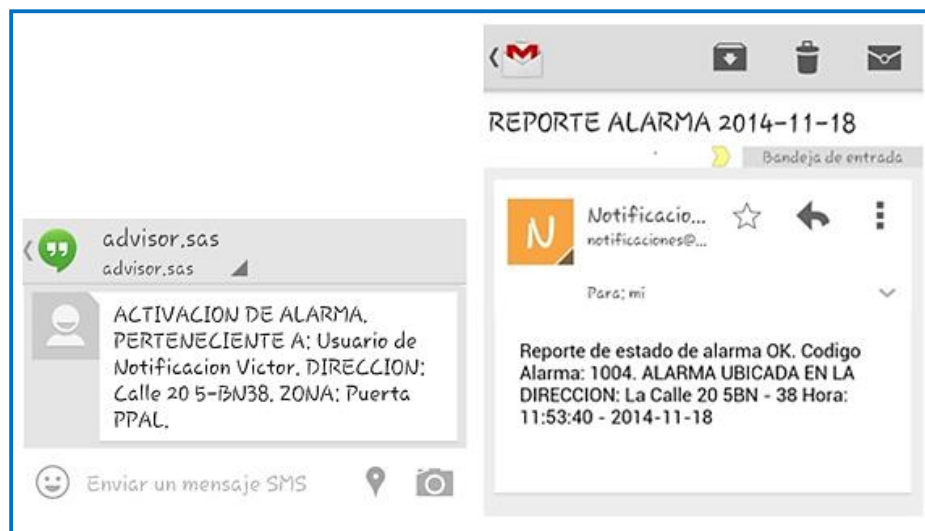 advisor.sas
advisor.sas
ACTIVACION DE ALARMA.
PERTENECIENTE A: Usuario de
Notificacion Victor. DIRECCION:
Calle 20 5-BN38. ZONA: Puerta
PPAL.
Enviar un mensaje SMS
REPORTE ALARMA 2014-11-18
Bandeja de entrada
N
Notificacio...
notificaciones@...
Para: mi
Reporte de estado de alarma OK. Codigo
Alarma: 1004. ALARMA UBICADA EN LA
DIRECCION: La Calle 20 5BN - 38 Hora:
11:53:40 - 2014-11-18